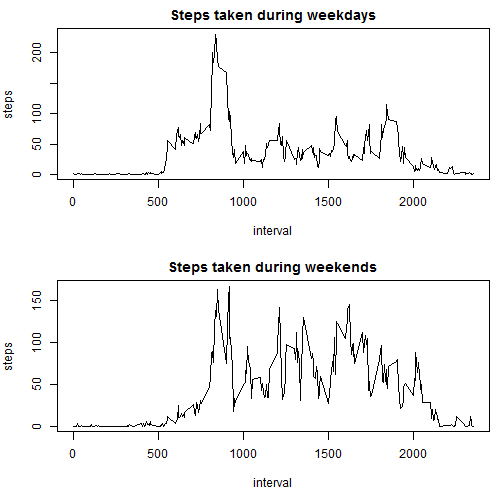 Steps taken during weekdays
steps
200
100
50
0
0 500 1000 1500 2000
interval
Steps taken during weekends
steps
150
100
50
0
0 500 1000 1500 2000
interval